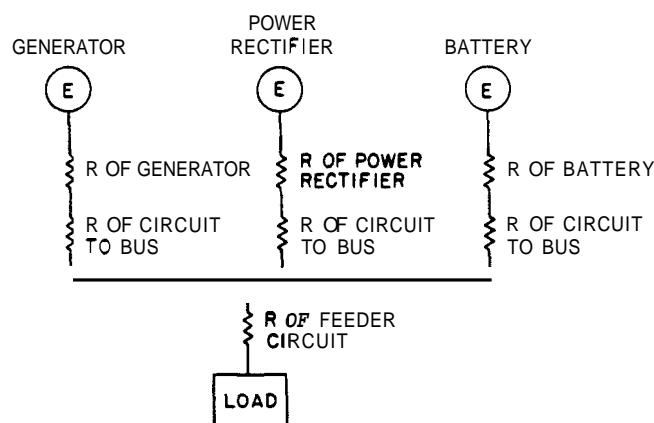 GENERATOR
POWER
RECTIFIER
BATTERY
E
E
E
R OF GENERATOR
R OF POWER
RECTIFIER
R OF BATTERY
R OF CIRCUIT
TO BUS
R OF CIRCUIT
TO BUS
R OF CIRCUIT
TO BUS
R OF FEEDER
CIRCUIT
LOAD